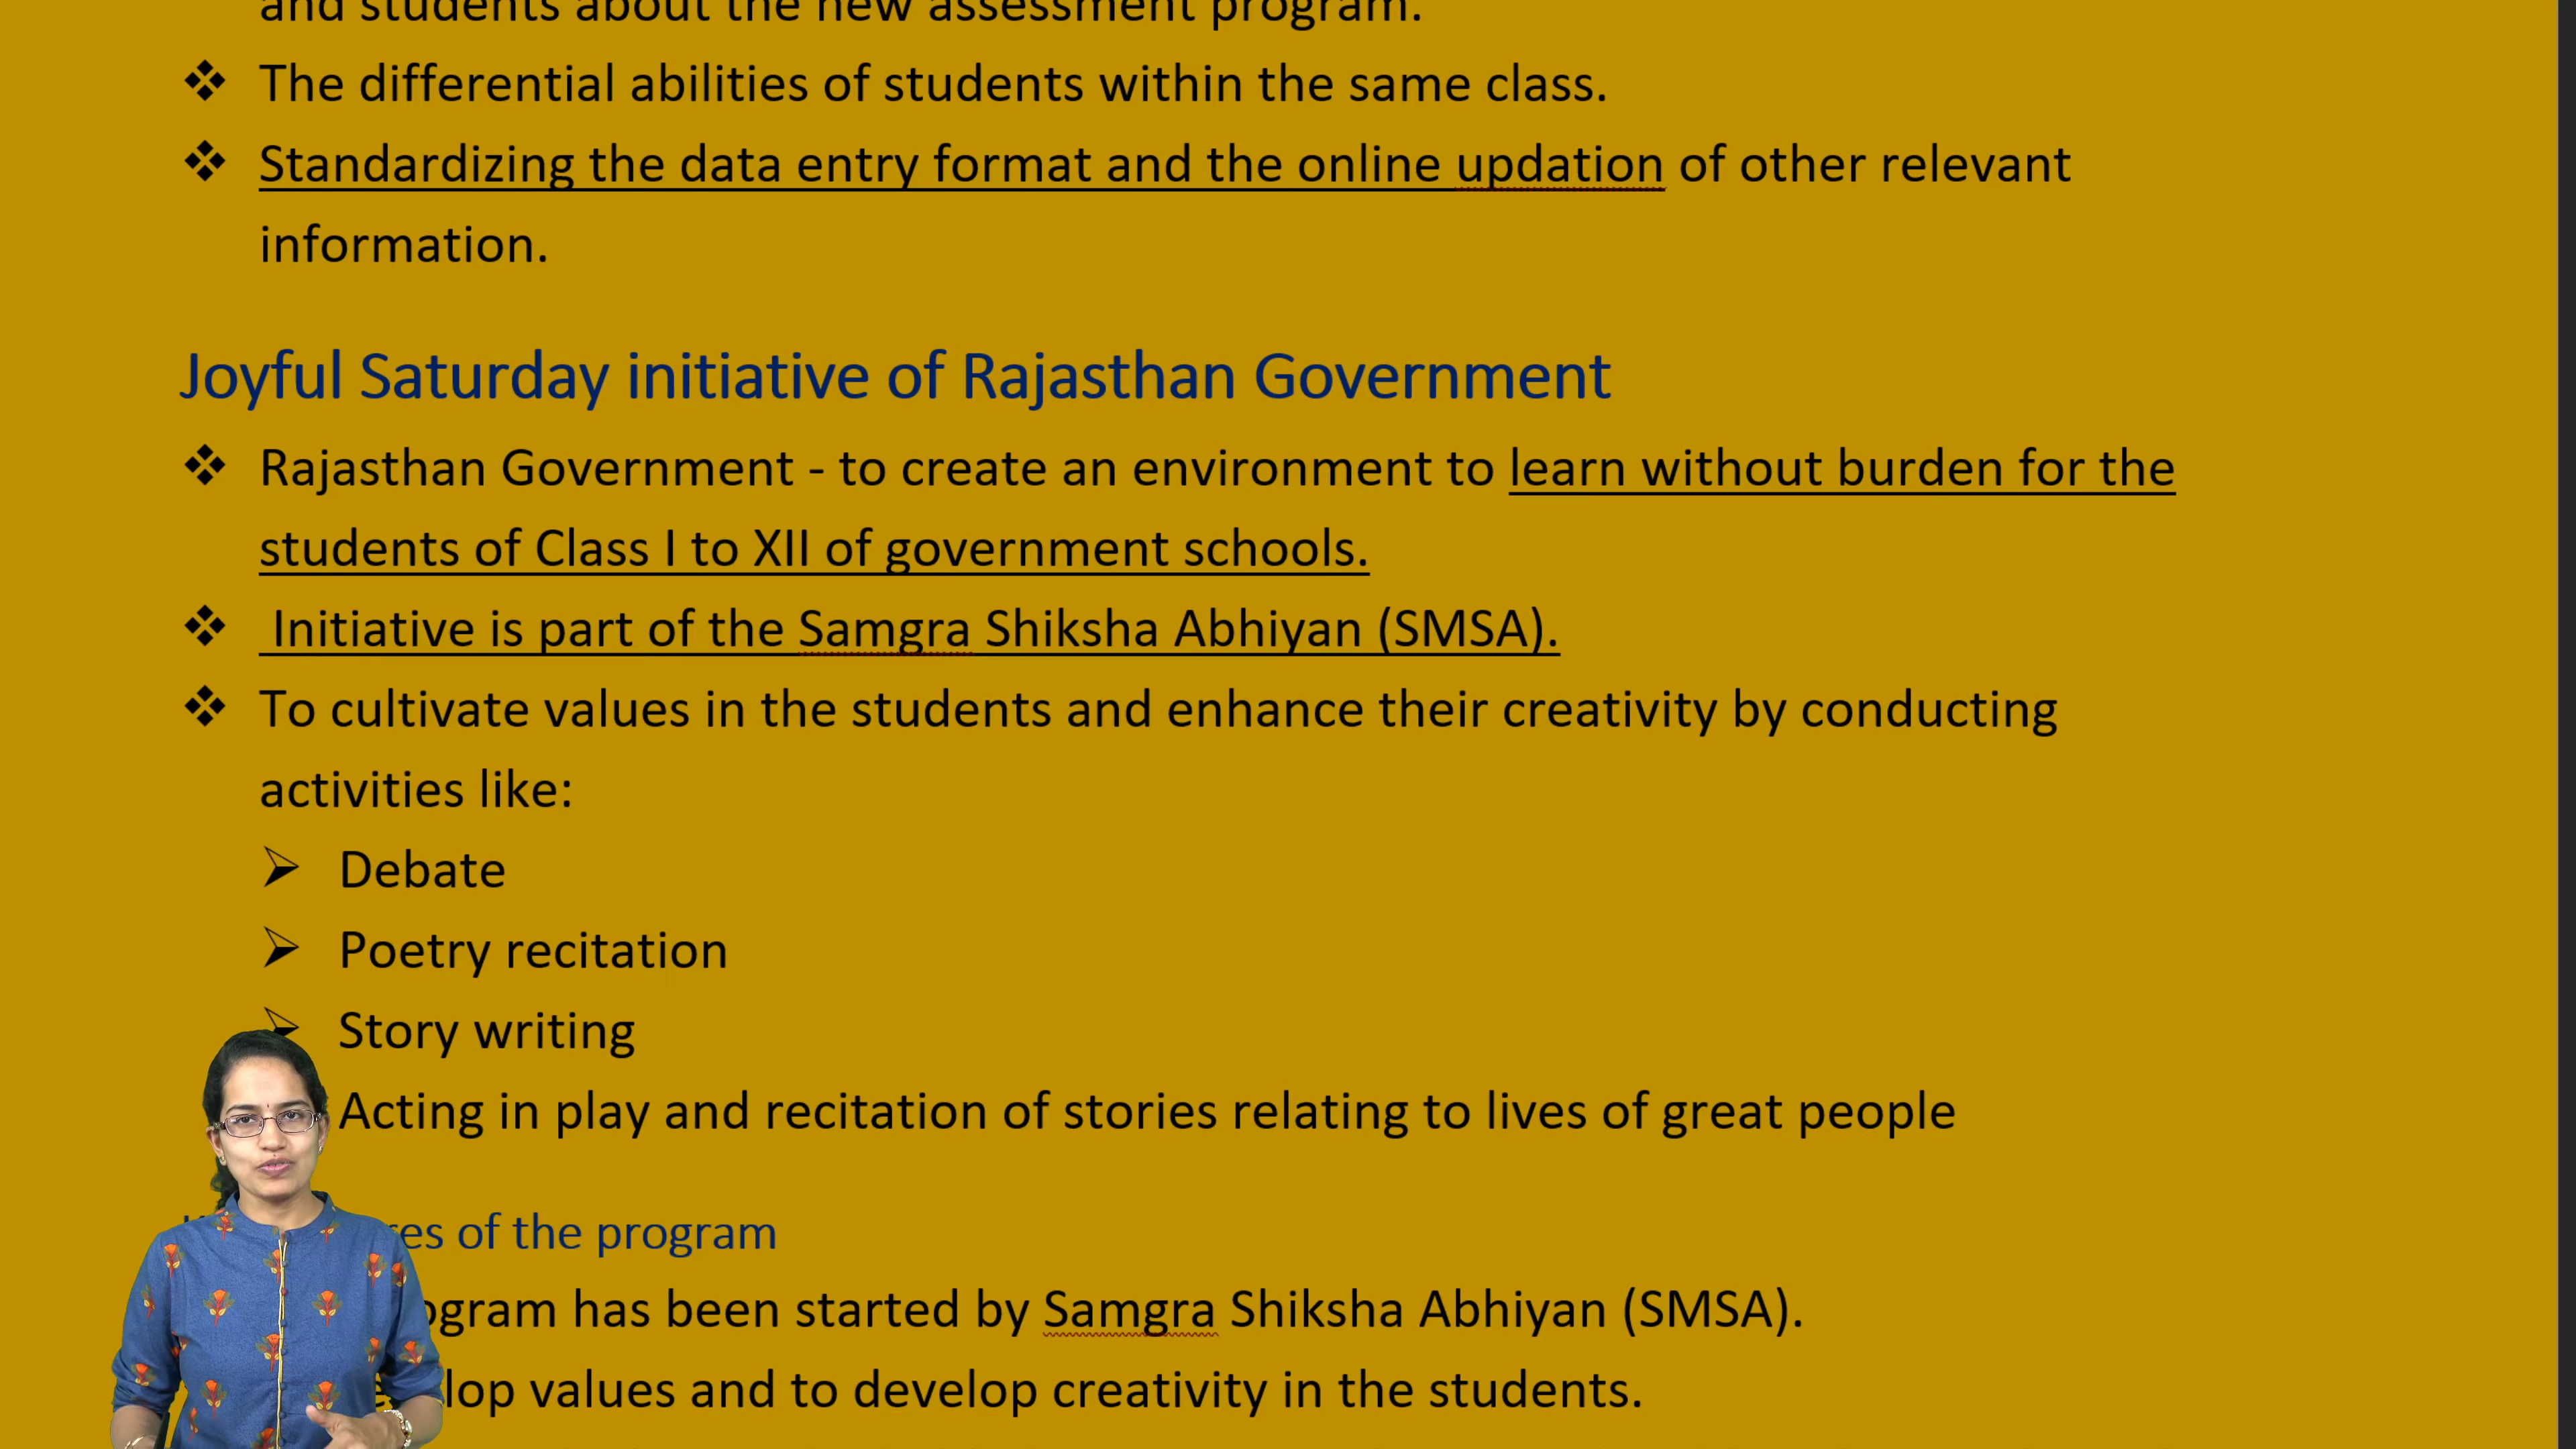 and students about the new assessment program.
❖ The differential abilities of students within the same class.
❖ Standardizing the data entry format and the online updation of other relevant
information.
Joyful Saturday initiative of Rajasthan Government
❖ Rajasthan Government - to create an environment to learn without burden for the
students of Class I to XII of government schools.
❖ Initiative is part of the Samgra Shiksha Abhiyan (SMSA).
❖ To cultivate values in the students and enhance their creativity by conducting
activities like:
➢ Debate
➢ Poetry recitation
➢ Story writing
Acting in play and recitation of stories relating to lives of great people
of the program
has been started by Samgra Shiksha Abhiyan (SMSA).
values and to develop creativity in the students.